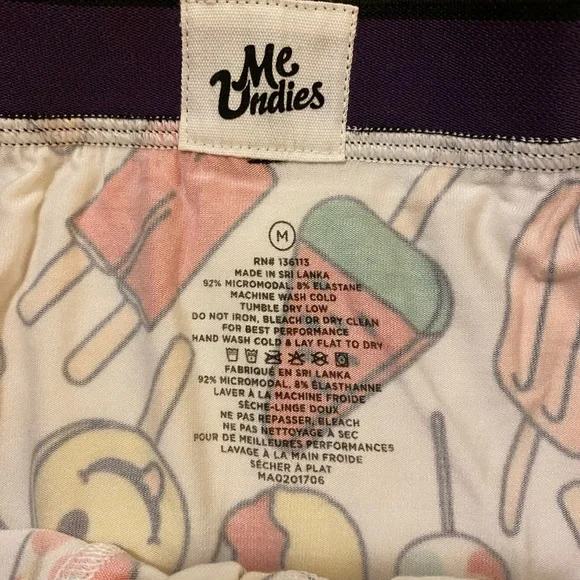 Me
Undies
M
RN# 136113
MADE IN SRI LANKA
92% MICROMODAL, 8% ELASTANE
MACHINE WASH COLD
TUMBLE DRY LOW
DO NOT IRON, BLEACH OR DRY CLEAN
FOR BEST PERFORMANCE
HAND WASH COLD & LAY FLAT TO DRY
FABRIQUÉ EN SRI LANKA
92% MICROMODAL, 8% ÉLASTHANNE
LAVER À LA MACHINE FROIDE
SÈCHE-LINGE DOUX
NE PAS REPASSER, BLEACH
NE PAS NETTOYAGE À SEC
POUR DE MEILLEURES PERFORMANCES
LAVAGE À LA MAIN FROIDE
SÉCHER À PLAT
MA0201706